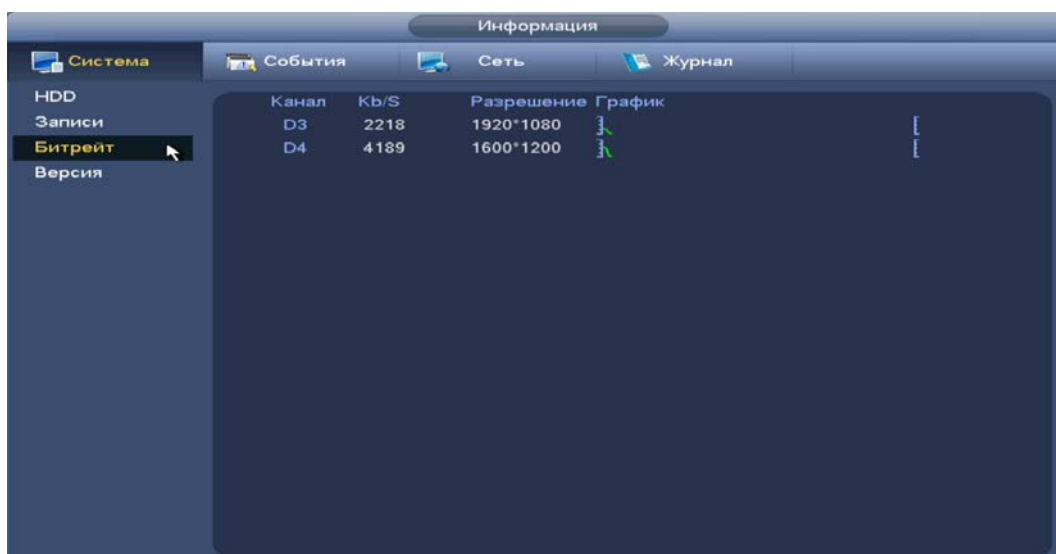 Информация
Система События Сеть Журнал
HDD
Записи
Битрейт
Версия
Канал Kb/S Разрешение График
D3 2218 1920*1080
D4 4189 1600*1200